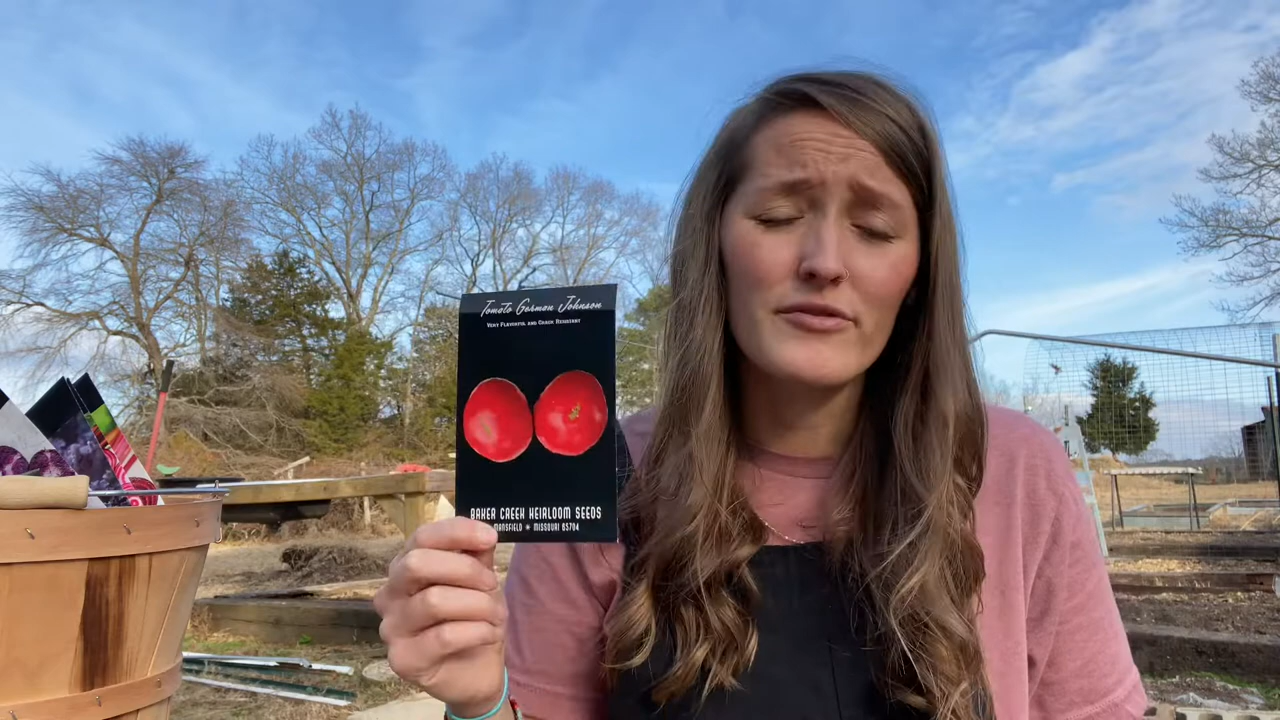 Tomato German Johnson
Very Flavorful and Crack Resistant
BAKER CREEK HEIRLOOM SEEDS
MANSFIELD * MISSOURI 65704